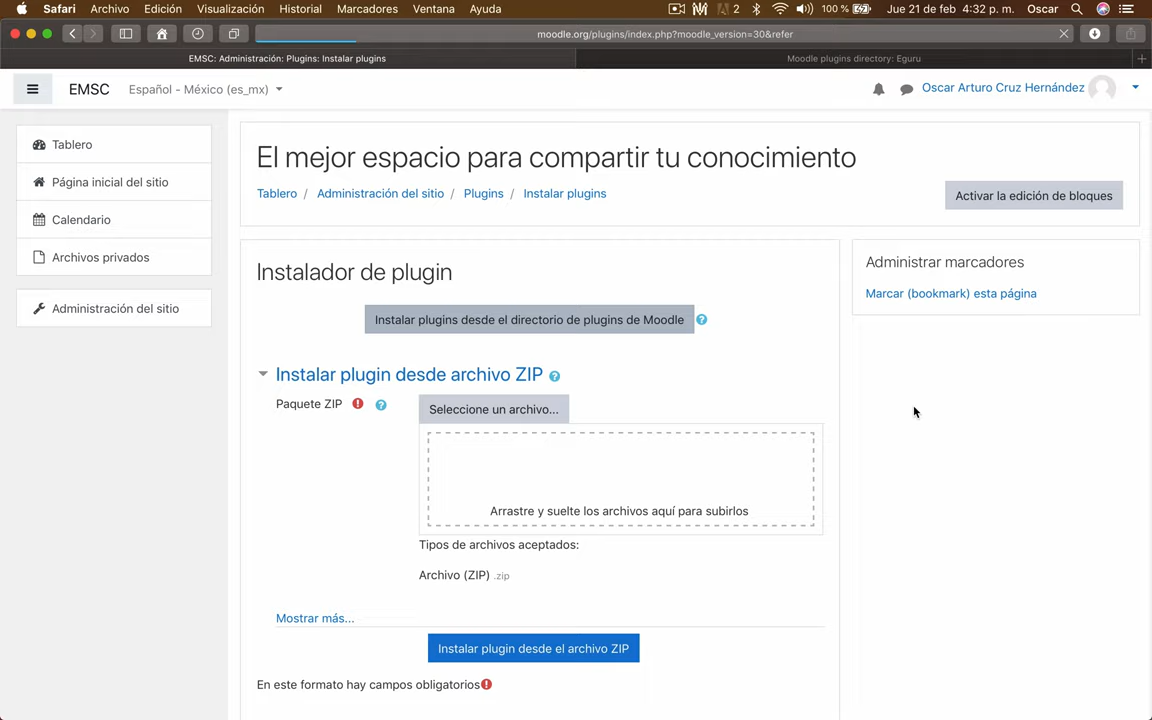 Safari Archivo Edición Visualización Historial Marcadores Ventana Ayuda 2 100 % Jue 21 de feb 4:32 p. m. Oscar
moodle.org/plugins/index.php?moodle_version=30&refer
EMSC: Administración: Plugins: Instalar plugins Moodle plugins directory: Eguru
EMSC Español - México (es_mx) Oscar Arturo Cruz Hernández
Tablero
Página inicial del sitio
Calendario
Archivos privados
Administración del sitio
El mejor espacio para compartir tu conocimiento
Tablero / Administración del sitio / Plugins / Instalar plugins
Activar la edición de bloques
Instalador de plugin
Instalar plugins desde el directorio de plugins de Moodle
Instalar plugin desde archivo ZIP
Paquete ZIP
Seleccione un archivo...
Arrastre y suelte los archivos aquí para subirlos
Tipos de archivos aceptados:
Archivo (ZIP) .zip
Mostrar más...
Instalar plugin desde el archivo ZIP
En este formato hay campos obligatorios
Administrar marcadores
Marcar (bookmark) esta página